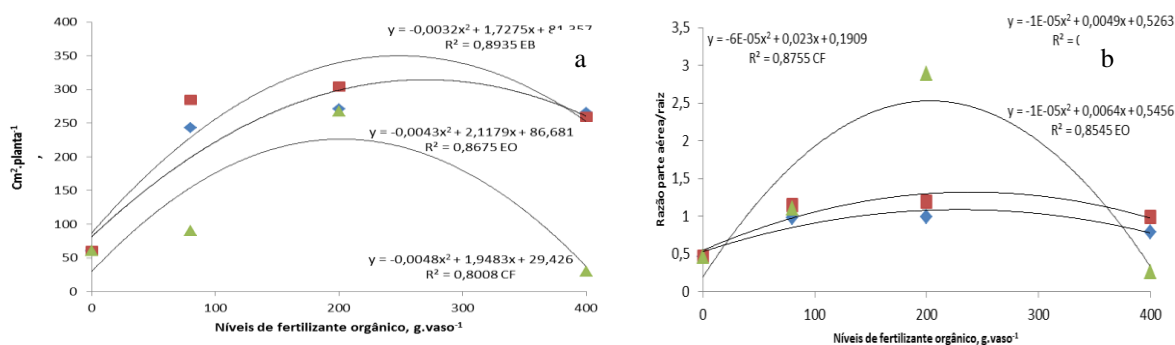 y = -0,0032x² + 1,7275x + 81,357
R² = 0,8935 EB
a
y = -0,0043x² + 2,1179x + 86,681
R² = 0,8675 EO
y = -0,0048x² + 1,9483x + 29,426
R² = 0,8008 CF
Cm².planta⁻¹
,
400
350
300
250
200
150
100
50
0
0 100 200 300 400
Níveis de fertilizante orgânico, g.vaso⁻¹
y = -6E-05x² + 0,023x + 0,1909
R² = 0,8755 CF
y = -1E-05x² + 0,0049x + 0,5263
R² = (
b
y = -1E-05x² + 0,0064x + 0,5456
R² = 0,8545 EO
Razão parte aérea/raiz
3,5
3
2,5
2
1,5
1
0,5
0
0 100 200 300 400
Níveis de fertilizante orgânico, g.vaso⁻¹